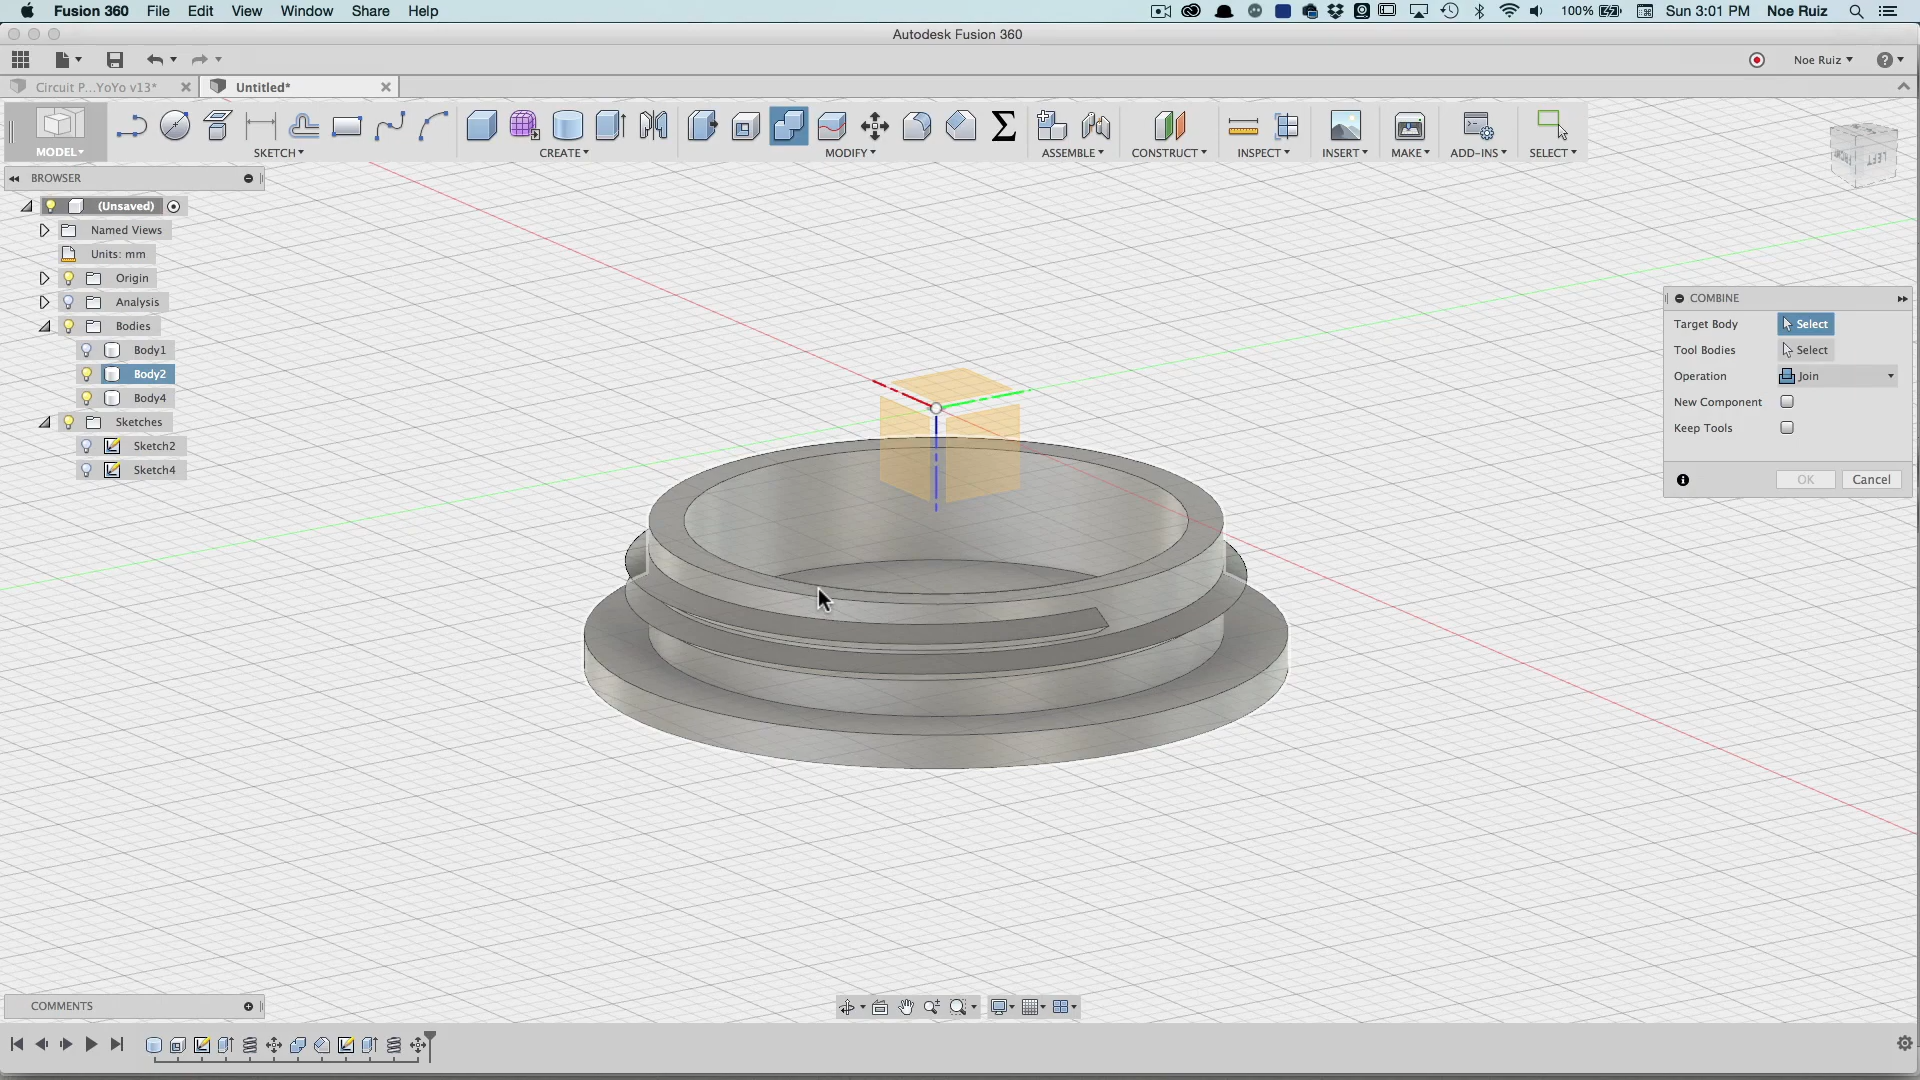 Fusion 360 File Edit View Window Share Help 100% Sun 3:01 PM Noe Ruiz
Autodesk Fusion 360
Noe Ruiz
Circuit P...YoYo v13* Untitled*
MODEL SKETCH CREATE MODIFY ASSEMBLE CONSTRUCT INSPECT INSERT MAKE ADD-INS SELECT
BROWSER
(Unsaved)
Named Views
Units: mm
Origin
Analysis
Bodies
Body1
Body2
Body4
Sketches
Sketch2
Sketch4
LEFT
COMBINE
Target Body Select
Tool Bodies Select
Operation Join
New Component
Keep Tools
OK Cancel
COMMENTS